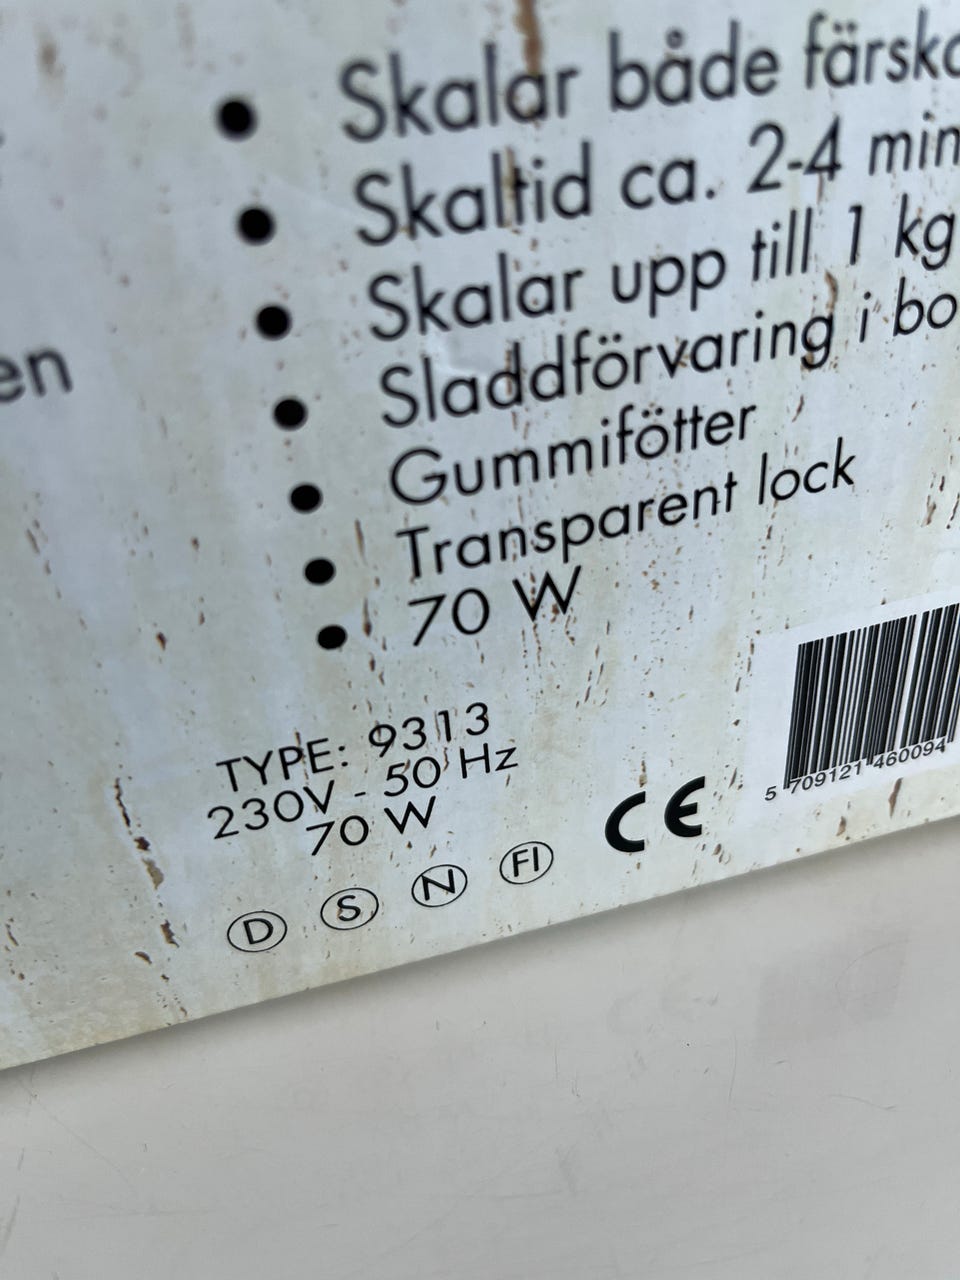 en
• Skalar både färska
• Skaltid ca. 2-4 min
• Skalar upp till 1 kg
• Sladdförvaring i bo
• Gummifötter
• Transparent lock
• 70 W
TYPE: 9313
230V - 50 Hz
70 W
D S N FI CE
5 709121 460094